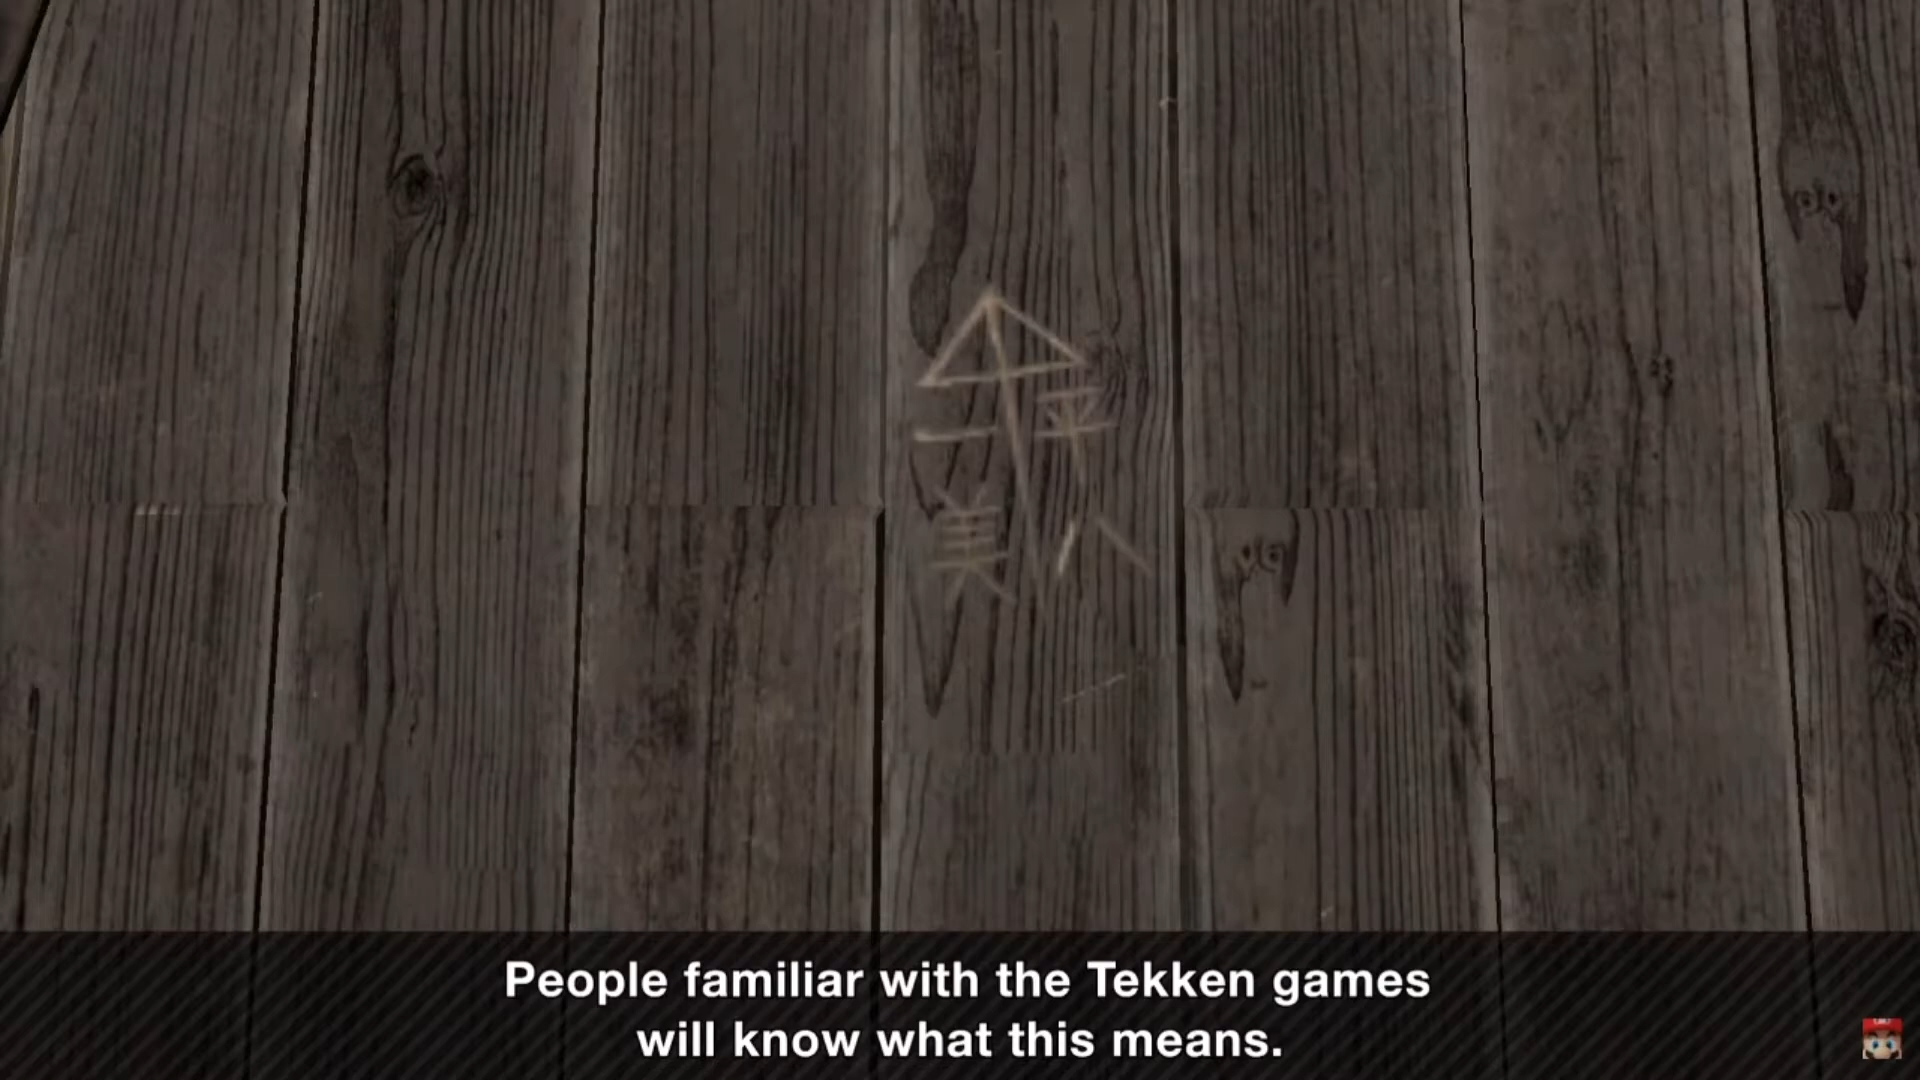 平八
一美
People familiar with the Tekken games
will know what this means.